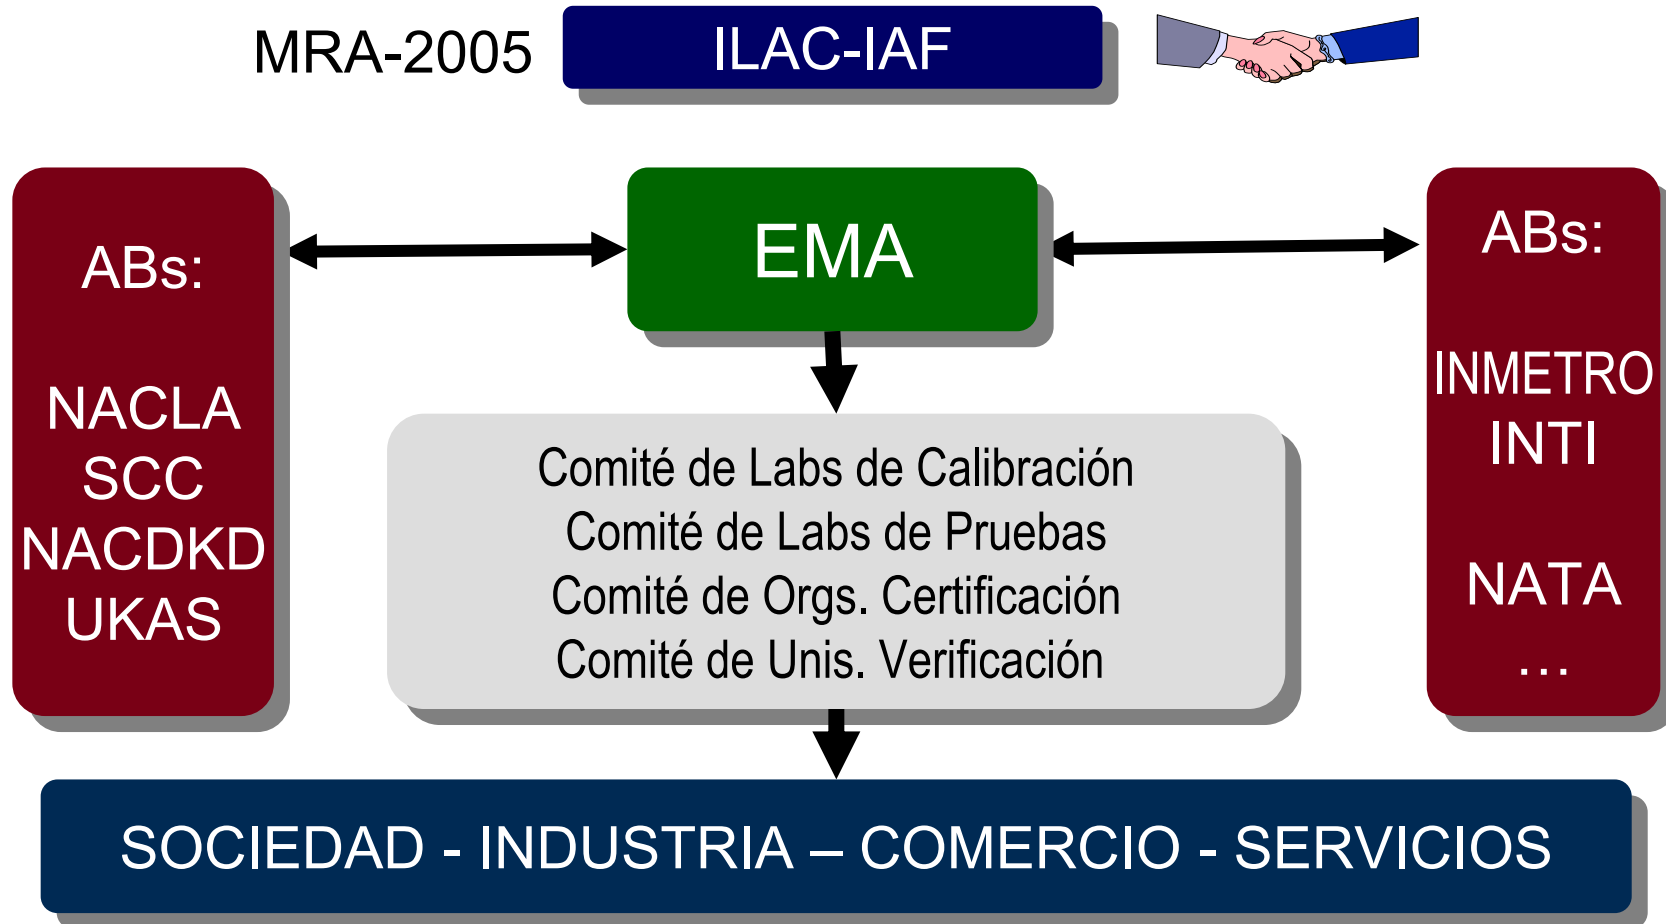 MRA-2005
ILAC-IAF
ABs:
NACLA
SCC
NACDKD
UKAS
EMA
ABs:
INMETRO
INTI
NATA
...
Comité de Labs de Calibración
Comité de Labs de Pruebas
Comité de Orgs. Certificación
Comité de Unis. Verificación
SOCIEDAD - INDUSTRIA – COMERCIO - SERVICIOS